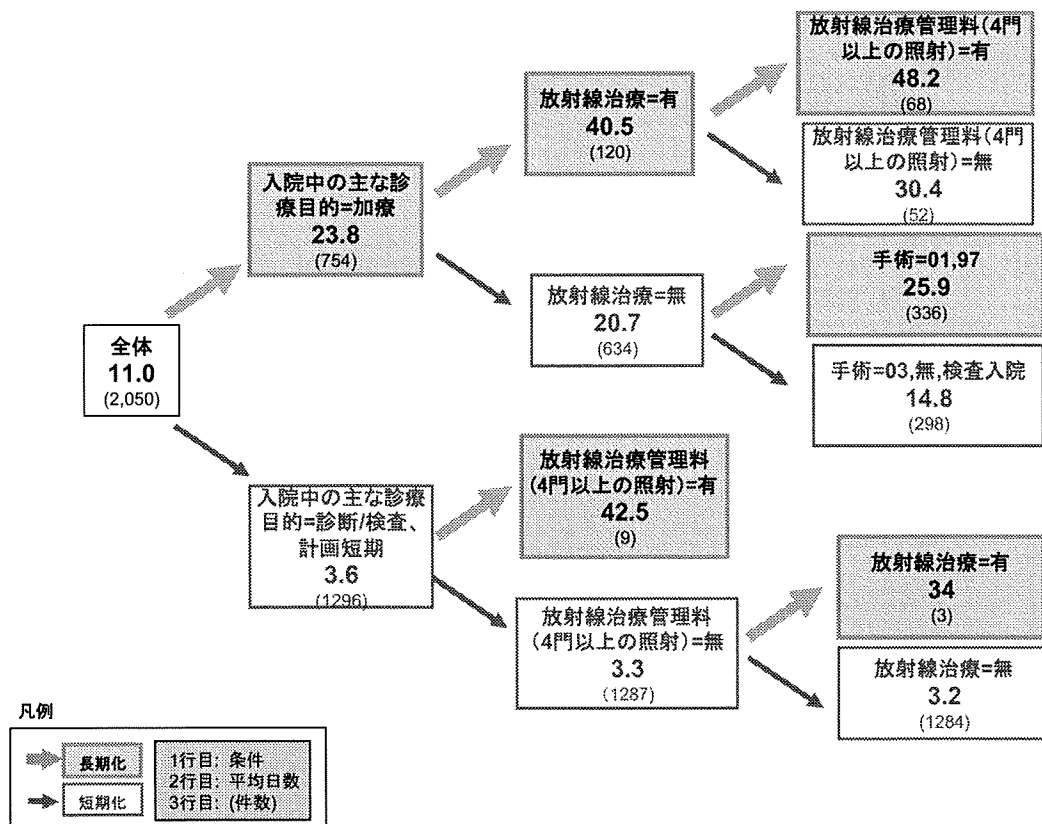 放射線治療管理料(4門
以上の照射)=有
48.2
(68)
放射線治療=有
40.5
(120)
放射線治療管理料(4門
以上の照射)=無
30.4
(52)
入院中の主な診
療目的=加療
23.8
(754)
手術=01,97
25.9
(336)
放射線治療=無
20.7
(634)
全体
11.0
(2,050)
手術=03,無,検査入院
14.8
(298)
放射線治療管理料
(4門以上の照射)=有
42.5
(9)
入院中の主な診療
目的=診断/検査、
計画短期
3.6
(1296)
放射線治療=有
34
(3)
放射線治療管理料
(4門以上の照射)=無
3.3
(1287)
放射線治療=無
3.2
(1284)
凡例
長期化
短期化
1行目: 条件
2行目: 平均日数
3行目: (件数)